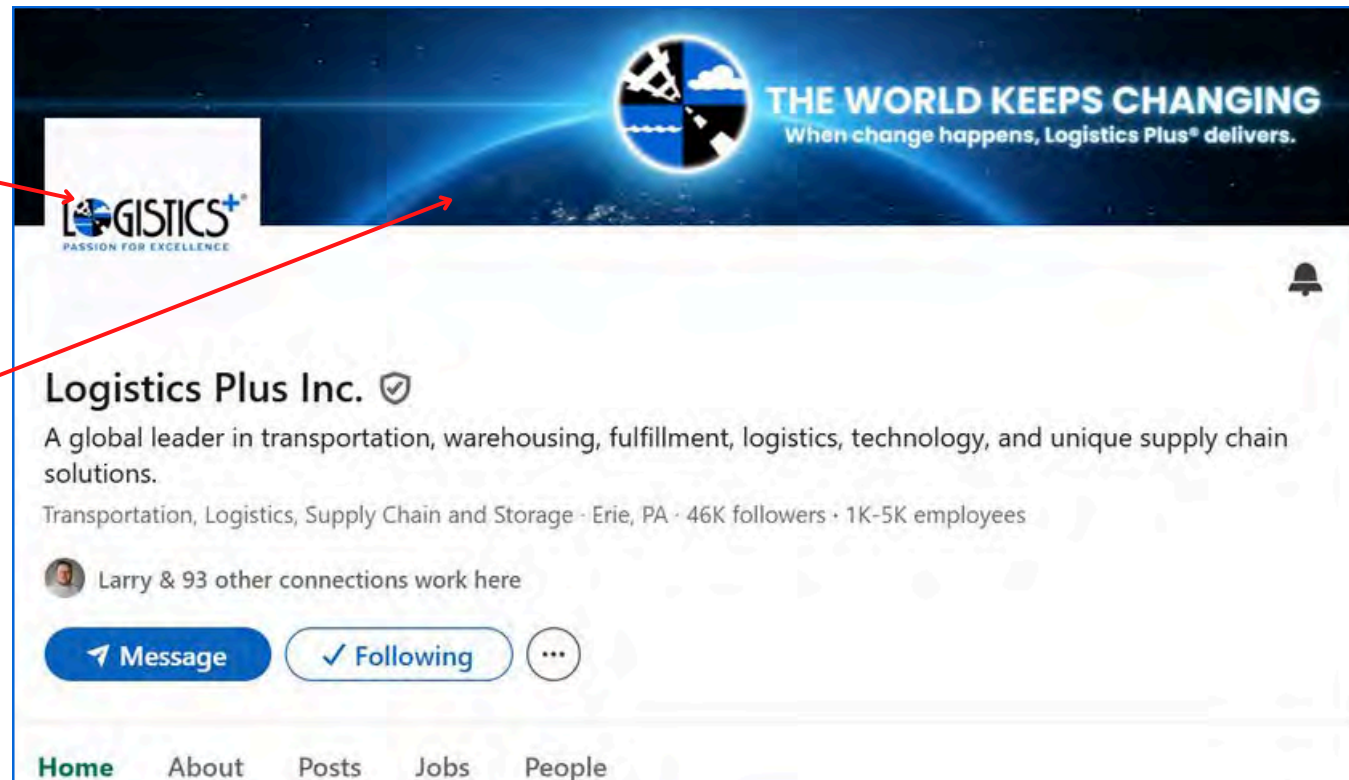 THE WORLD KEEPS CHANGING
When change happens, Logistics Plus® delivers.
LOGISTICS+®
PASSION FOR EXCELLENCE
Logistics Plus Inc.
A global leader in transportation, warehousing, fulfillment, logistics, technology, and unique supply chain
solutions.
Transportation, Logistics, Supply Chain and Storage · Erie, PA · 46K followers · 1K-5K employees
Larry & 93 other connections work here
Message
Following
Home About Posts Jobs People